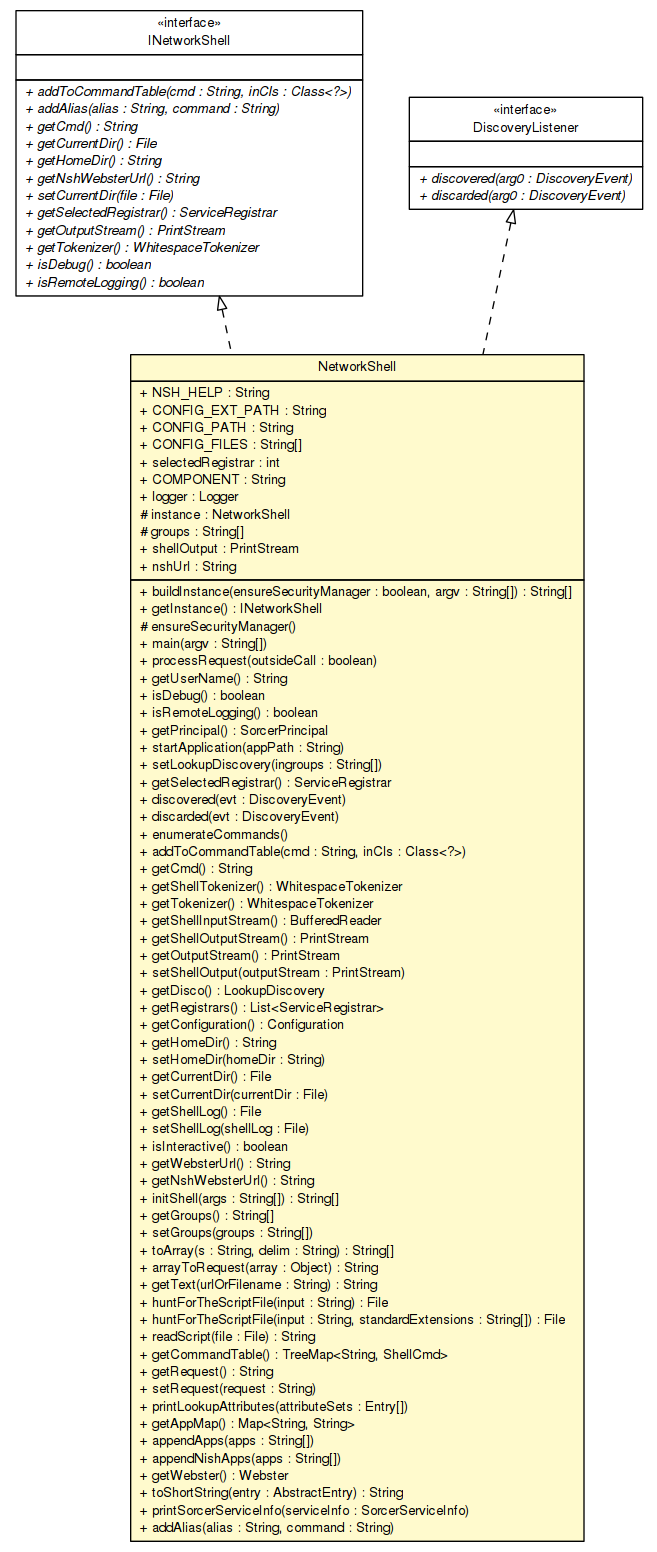 «interface»
INetworkShell
+ addToCommandTable(cmd : String, inCls : Class<?>)
+ addAlias(alias : String, command : String)
+ getCmd() : String
+ getCurrentDir() : File
+ getHomeDir() : String
+ getNshWebsterUrl() : String
+ setCurrentDir(file : File)
+ getSelectedRegistrar() : ServiceRegistrar
+ getOutputStream() : PrintStream
+ getTokenizer() : WhitespaceTokenizer
+ isDebug() : boolean
+ isRemoteLogging() : boolean
«interface»
DiscoveryListener
+ discovered(arg0 : DiscoveryEvent)
+ discarded(arg0 : DiscoveryEvent)
NetworkShell
+ NSH_HELP : String
+ CONFIG_EXT_PATH : String
+ CONFIG_PATH : String
+ CONFIG_FILES : String[]
+ selectedRegistrar : int
+ COMPONENT : String
+ logger : Logger
# instance : NetworkShell
# groups : String[]
+ shellOutput : PrintStream
+ nshUrl : String
+ buildInstance(ensureSecurityManager : boolean, argv : String[]) : String[]
+ getInstance() : INetworkShell
# ensureSecurityManager()
+ main(argv : String[])
+ processRequest(outsideCall : boolean)
+ getUserName() : String
+ isDebug() : boolean
+ isRemoteLogging() : boolean
+ getPrincipal() : SorcerPrincipal
+ startApplication(appPath : String)
+ setLookupDiscovery(ingroups : String[])
+ getSelectedRegistrar() : ServiceRegistrar
+ discovered(evt : DiscoveryEvent)
+ discarded(evt : DiscoveryEvent)
+ enumerateCommands()
+ addToCommandTable(cmd : String, inCls : Class<?>)
+ getCmd() : String
+ getShellTokenizer() : WhitespaceTokenizer
+ getTokenizer() : WhitespaceTokenizer
+ getShellInputStream() : BufferedReader
+ getShellOutputStream() : PrintStream
+ getOutputStream() : PrintStream
+ setShellOutput(outputStream : PrintStream)
+ getDisco() : LookupDiscovery
+ getRegistrars() : List<ServiceRegistrar>
+ getConfiguration() : Configuration
+ getHomeDir() : String
+ setHomeDir(homeDir : String)
+ getCurrentDir() : File
+ setCurrentDir(currentDir : File)
+ getShellLog() : File
+ setShellLog(shellLog : File)
+ isInteractive() : boolean
+ getWebsterUrl() : String
+ getNshWebsterUrl() : String
+ initShell(args : String[]) : String[]
+ getGroups() : String[]
+ setGroups(groups : String[])
+ toArray(s : String, delim : String) : String[]
+ arrayToRequest(array : Object) : String
+ getText(urlOrFilename : String) : String
+ huntForTheScriptFile(input : String) : File
+ huntForTheScriptFile(input : String, standardExtensions : String[]) : File
+ readScript(file : File) : String
+ getCommandTable() : TreeMap<String, ShellCmd>
+ getRequest() : String
+ setRequest(request : String)
+ printLookupAttributes(attributeSets : Entry[])
+ getAppMap() : Map<String, String>
+ appendApps(apps : String[])
+ appendNishApps(apps : String[])
+ getWebster() : Webster
+ toShortString(entry : AbstractEntry) : String
+ printSorcerServiceInfo(serviceInfo : SorcerServiceInfo)
+ addAlias(alias : String, command : String)